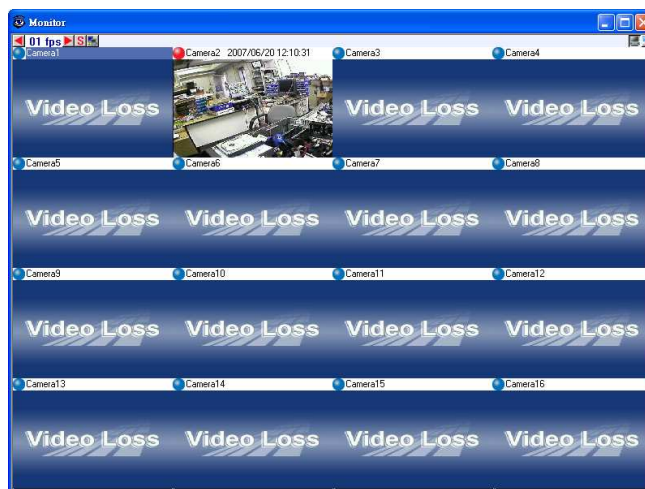 Monitor
01 fps S
Camera1 Camera2 2007/06/20 12:10:31 Camera3 Camera4
Video Loss Video Loss Video Loss
Camera5 Camera6 Camera7 Camera8
Video Loss Video Loss Video Loss Video Loss
Camera9 Camera10 Camera11 Camera12
Video Loss Video Loss Video Loss Video Loss
Camera13 Camera14 Camera15 Camera16
Video Loss Video Loss Video Loss Video Loss